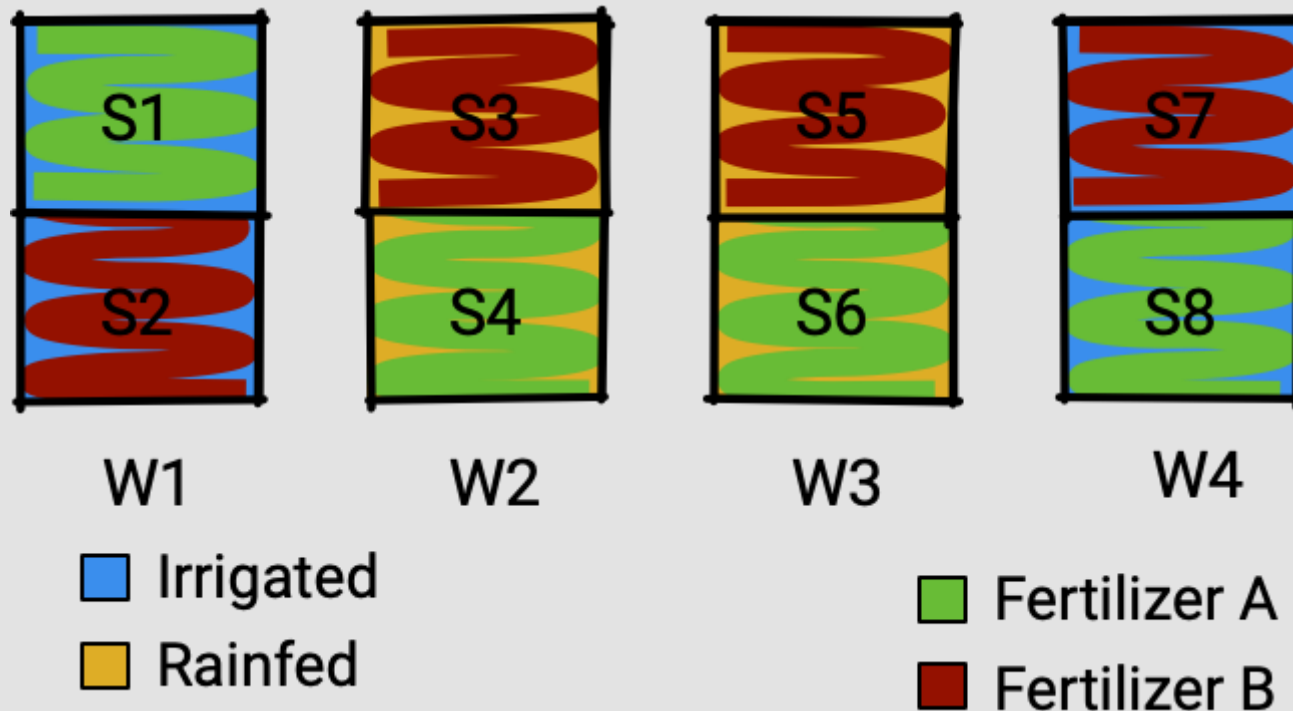 S1 S3 S5 S7
S2 S4 S6 S8
W1 W2 W3 W4
Irrigated
Fertilizer A
Rainfed
Fertilizer B